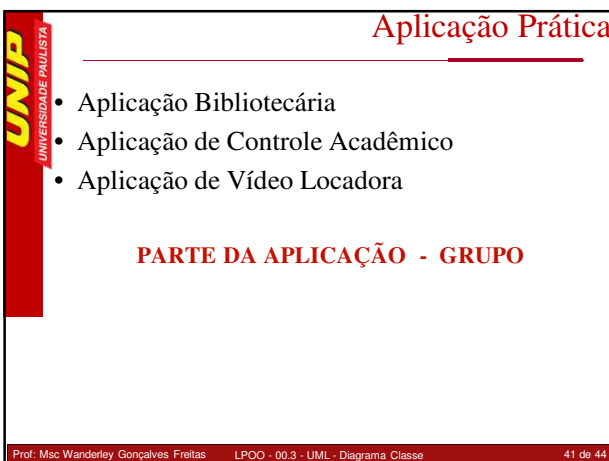 Aplicação Prática
UNIP
UNIVERSIDADE PAULISTA
• Aplicação Bibliotecária
• Aplicação de Controle Acadêmico
• Aplicação de Vídeo Locadora
PARTE DA APLICAÇÃO - GRUPO
Prof: Msc Wanderley Gonçalves Freitas LPOO - 00.3 - UML - Diagrama Classe 41 de 44